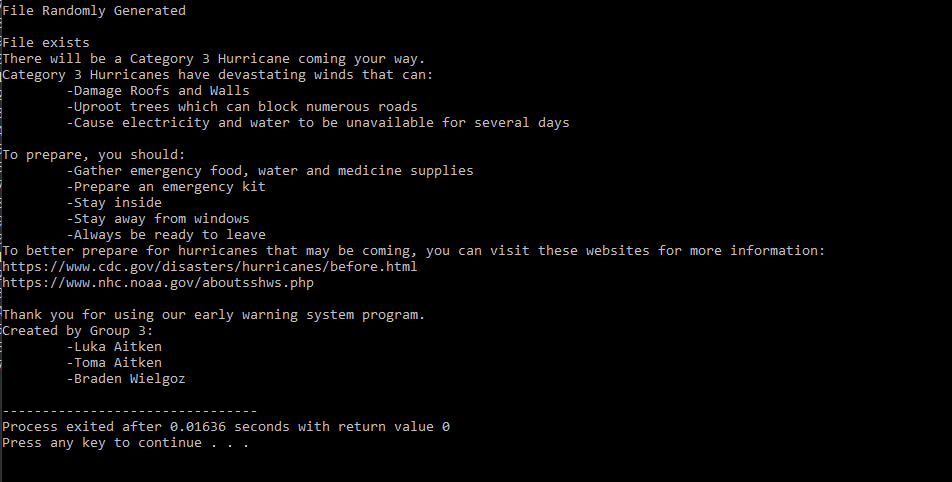 File Randomly Generated
File exists
There will be a Category 3 Hurricane coming your way.
Category 3 Hurricanes have devastating winds that can:
-Damage Roofs and Walls
-Uproot trees which can block numerous roads
-Cause electricity and water to be unavailable for several days
To prepare, you should:
-Gather emergency food, water and medicine supplies
-Prepare an emergency kit
-Stay inside
-Stay away from windows
-Always be ready to leave
To better prepare for hurricanes that may be coming, you can visit these websites for more information:
https://www.cdc.gov/disasters/hurricanes/before.html
https://www.nhc.noaa.gov/aboutsshws.php
Thank you for using our early warning system program.
Created by Group 3:
-Luka Aitken
-Toma Aitken
-Braden Wielgoz
--------------------------------
Process exited after 0.01636 seconds with return value 0
Press any key to continue . . .